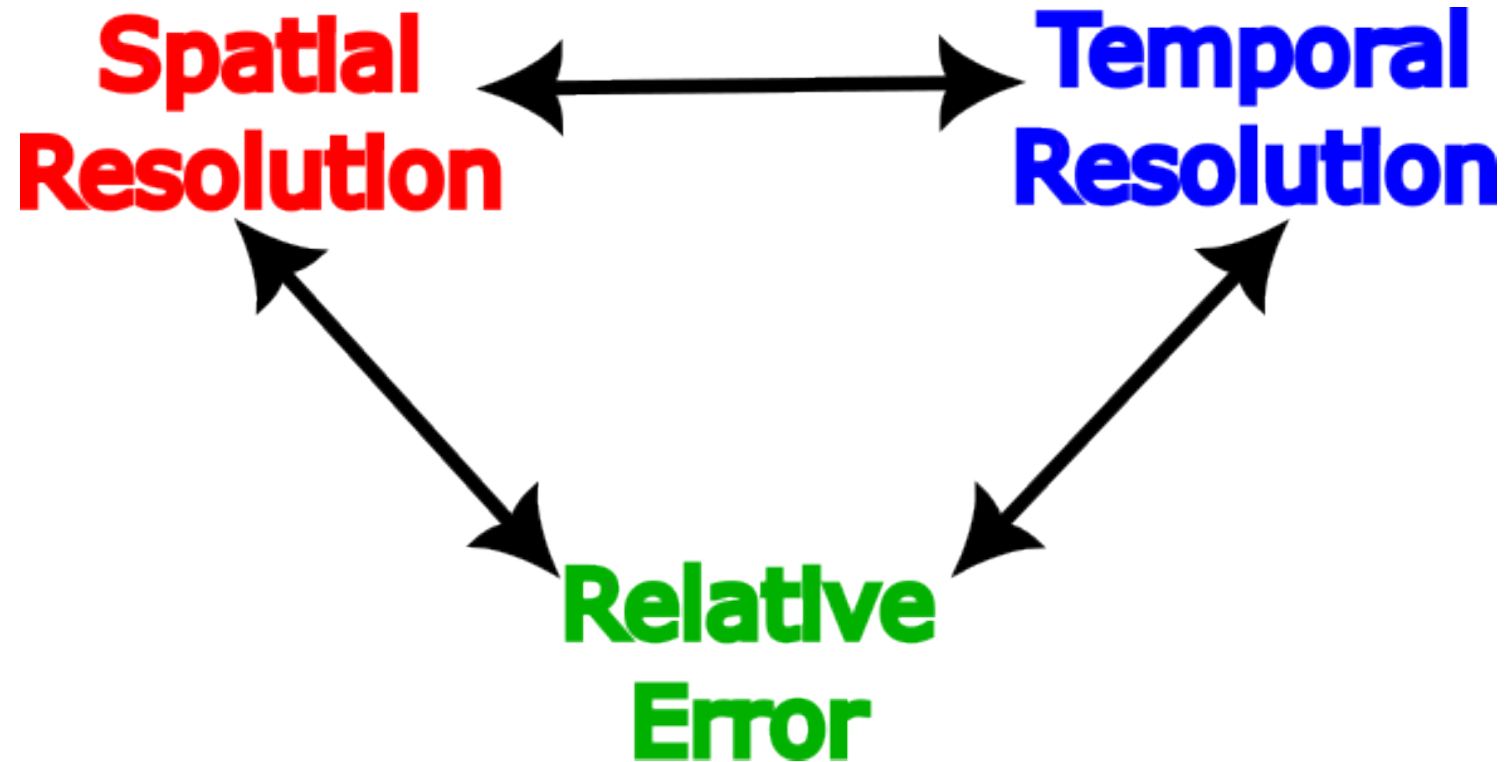 Spatial
Resolution
Temporal
Resolution
Relative
Error